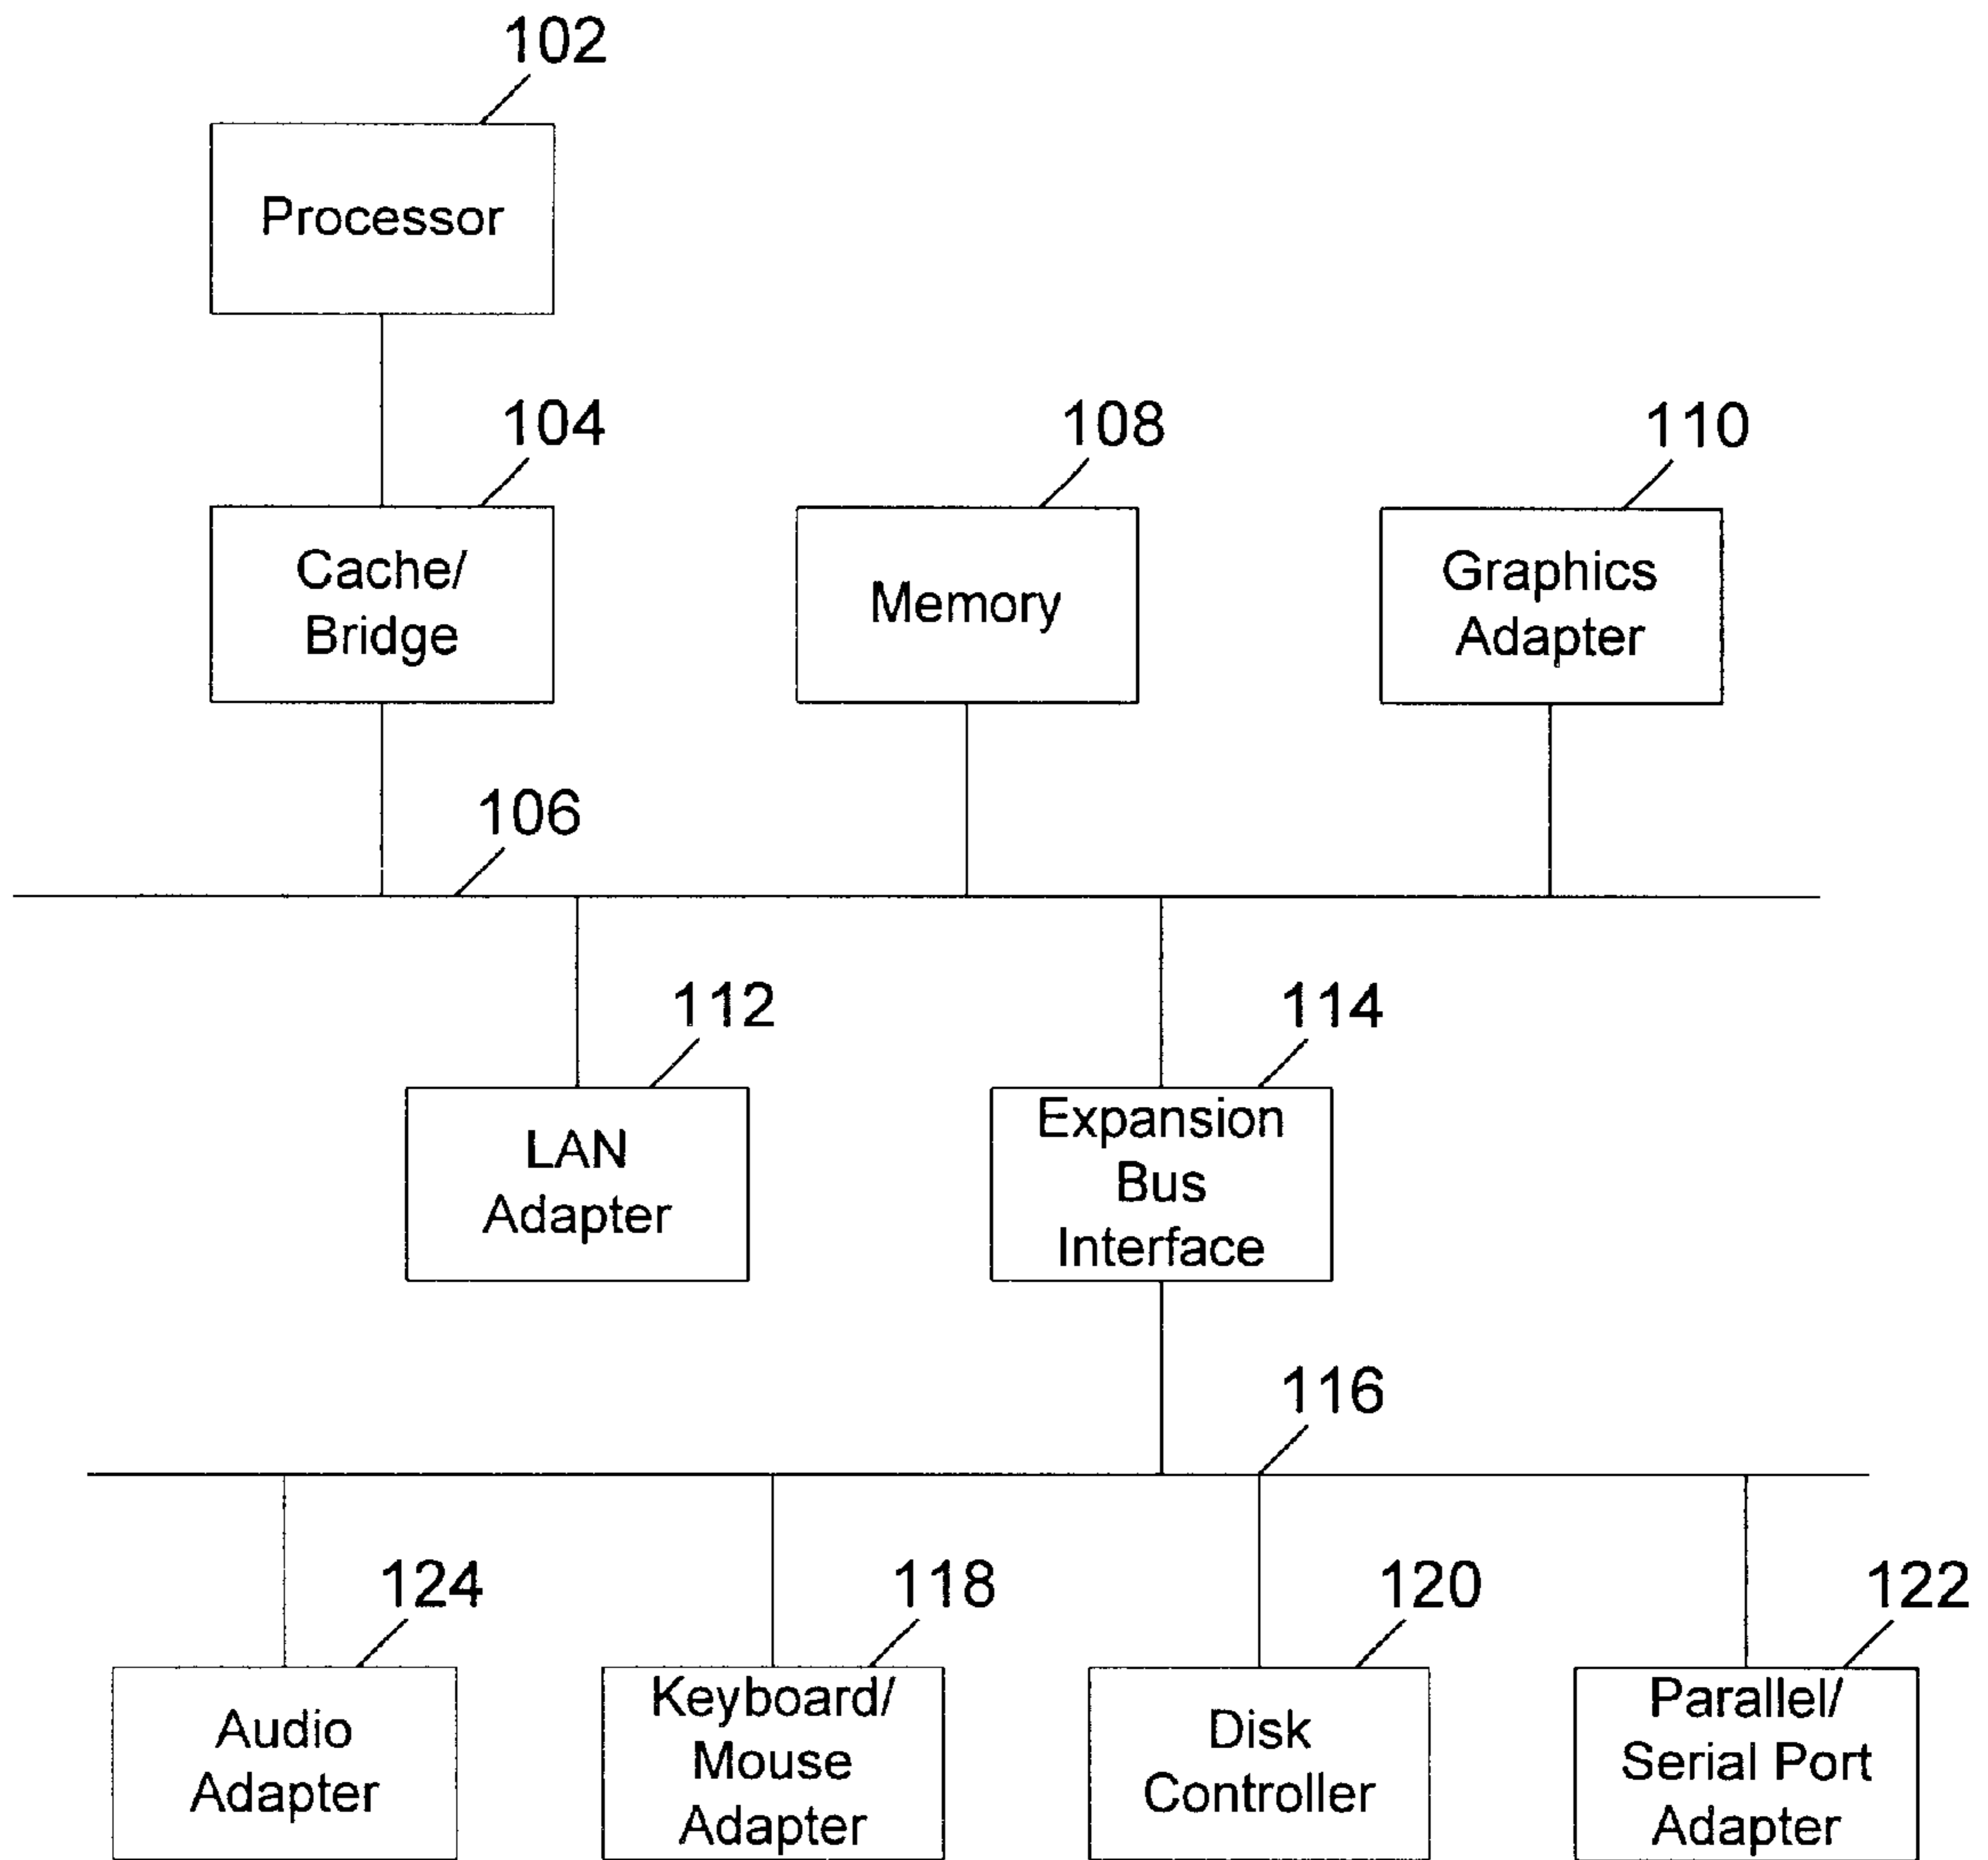 102
Processor
104
Cache/
Bridge
108
Memory
110
Graphics
Adapter
106
112
LAN
Adapter
114
Expansion
Bus
Interface
116
124
Audio
Adapter
118
Keyboard/
Mouse
Adapter
120
Disk
Controller
122
Parallel/
Serial Port
Adapter